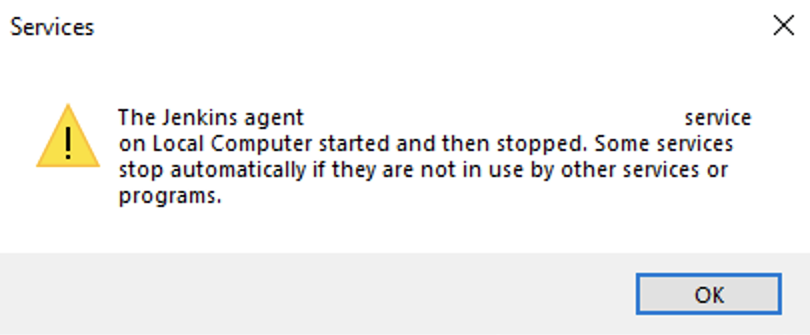 Services
The Jenkins agent service
on Local Computer started and then stopped. Some services
stop automatically if they are not in use by other services or
programs.
OK